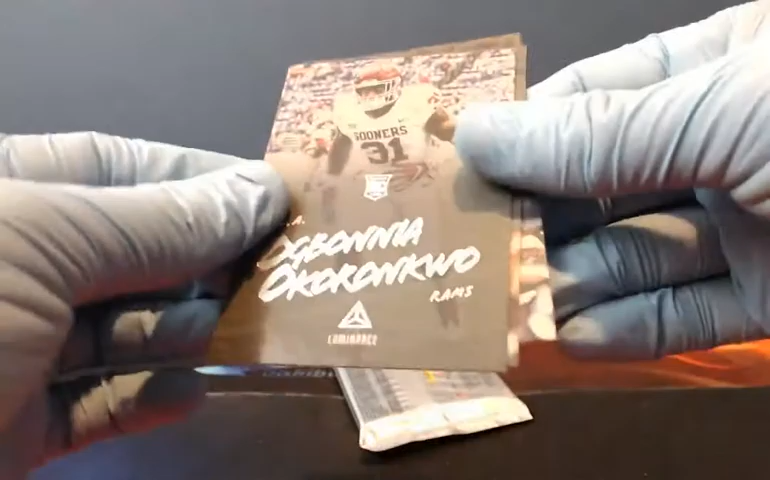 SOONERS
31
.A.
OGBONNIA
OKORONKWO
RAMS
LUMINANCE